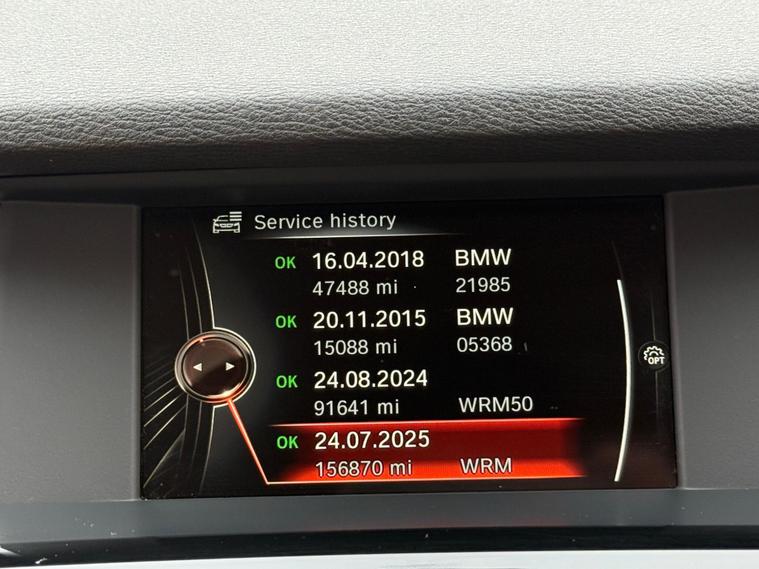 Service history
OK 16.04.2018 BMW
47488 mi 21985
OK 20.11.2015 BMW
15088 mi 05368
OK 24.08.2024
91641 mi WRM50
OK 24.07.2025
156870 mi WRM
OPT